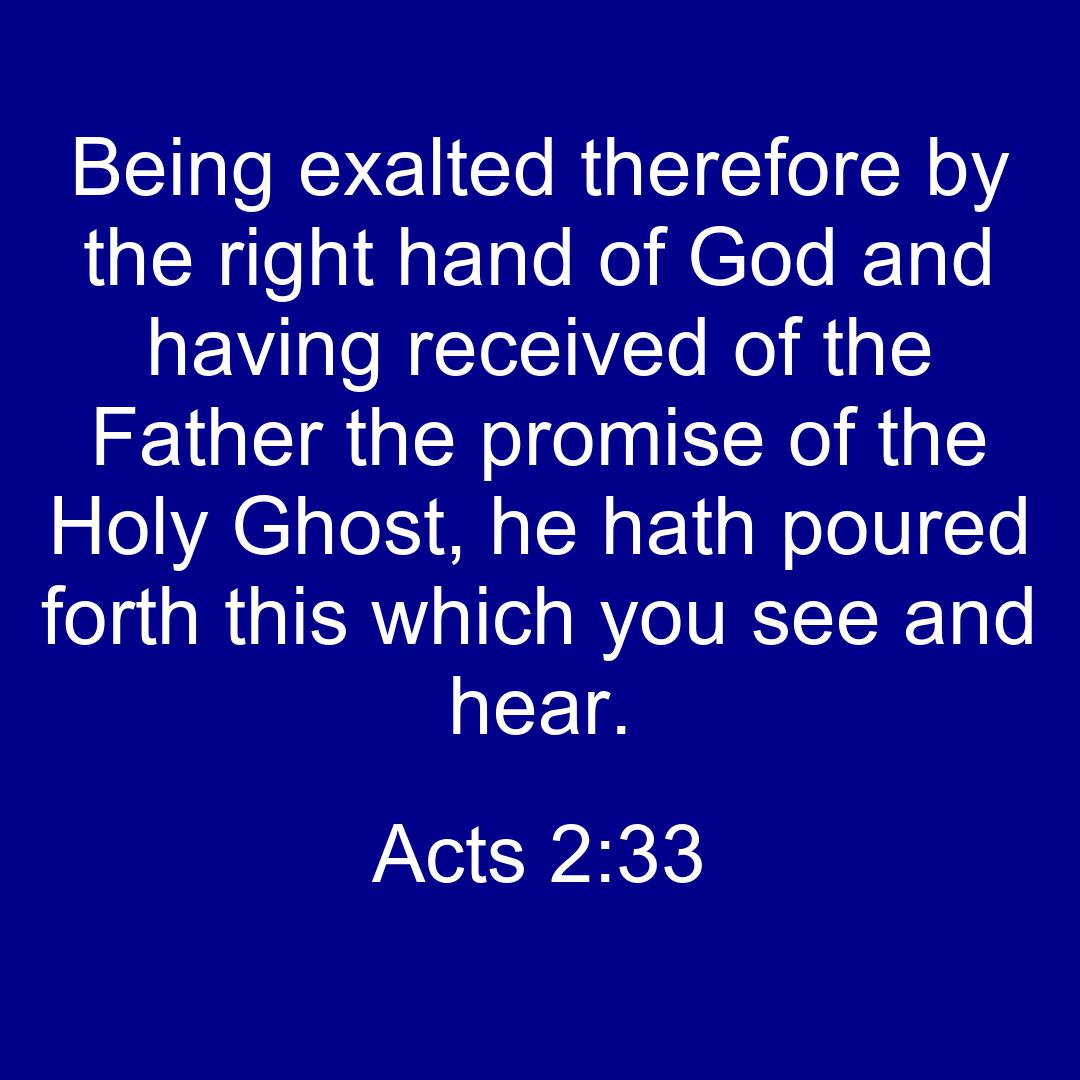 Being exalted therefore by
the right hand of God and
having received of the
Father the promise of the
Holy Ghost, he hath poured
forth this which you see and
hear.
Acts 2:33